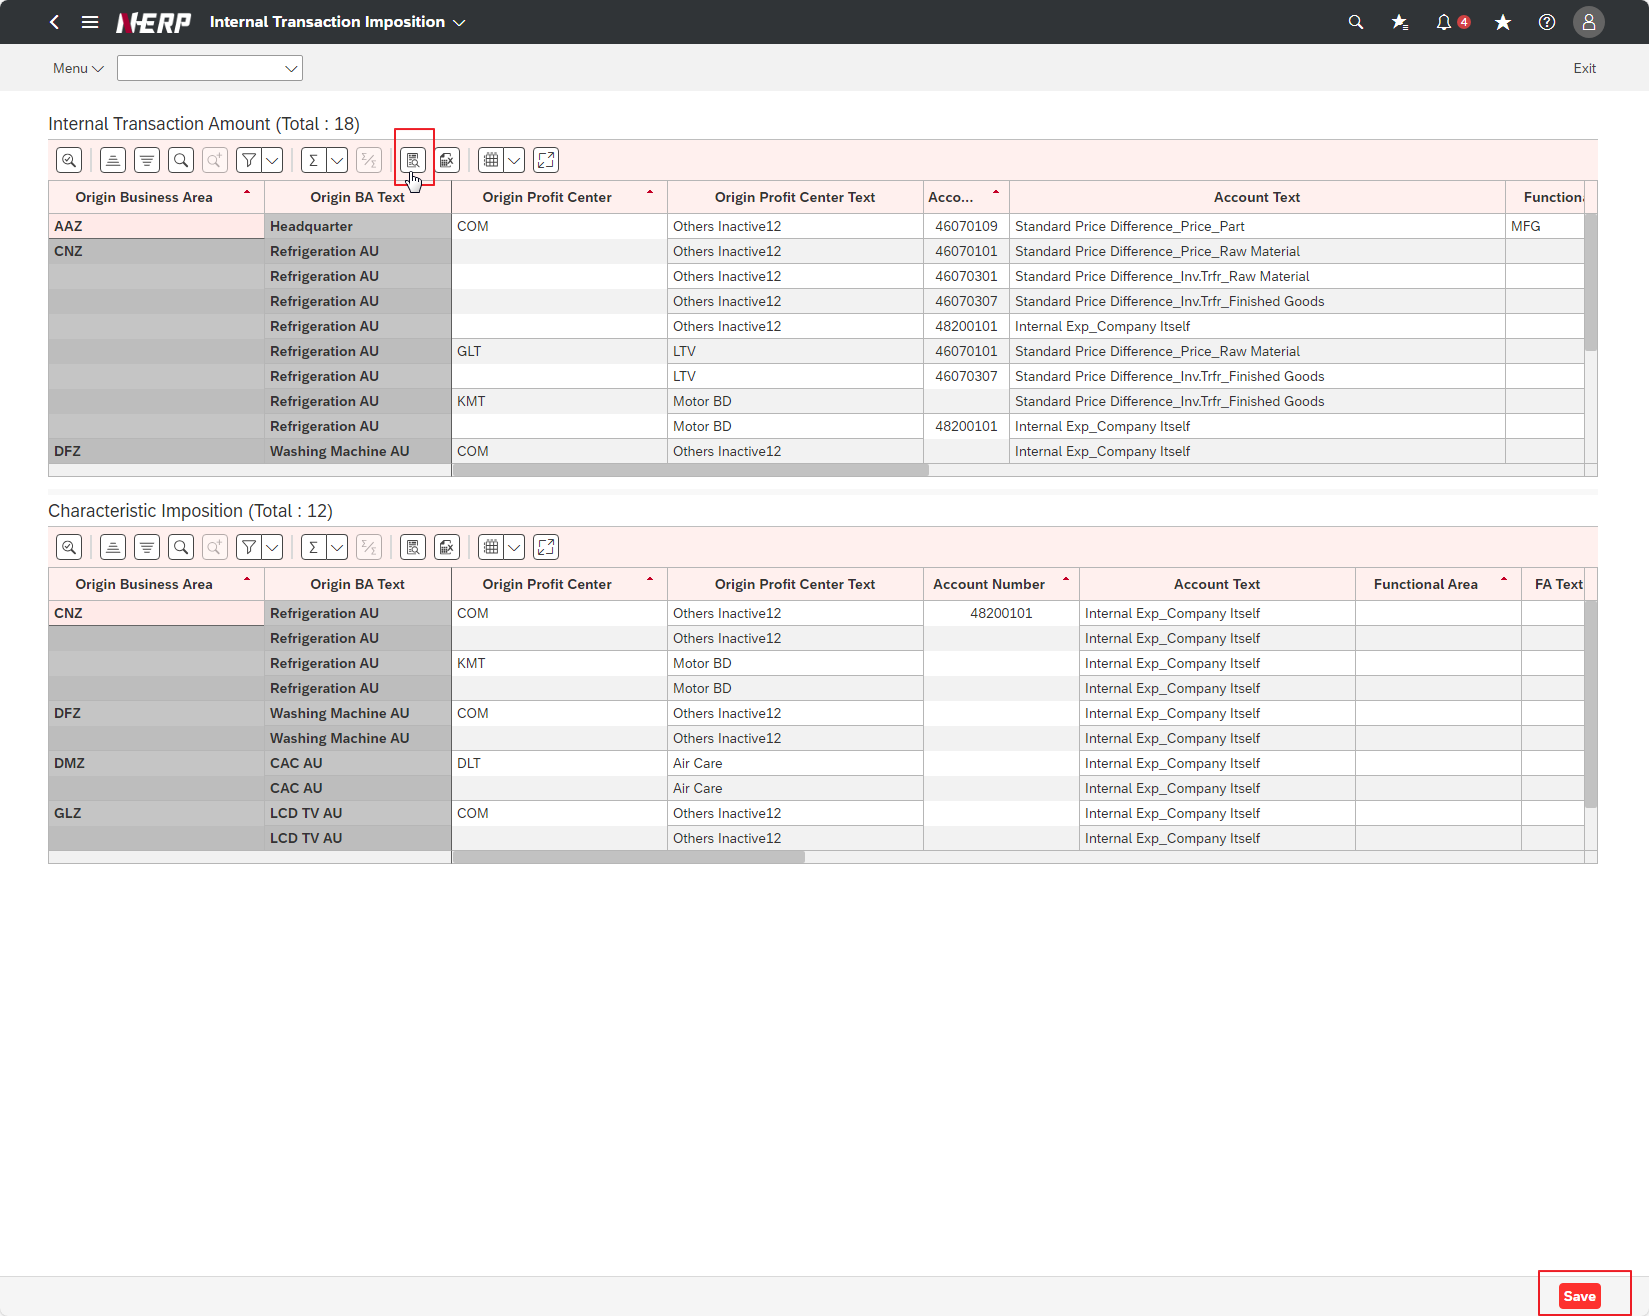 NERP Internal Transaction Imposition 4
Menu Exit
Internal Transaction Amount (Total : 18)
Origin Business Area Origin BA Text Origin Profit Center Origin Profit Center Text Acco... Account Text Function
AAZ Headquarter COM Others Inactive12 46070109 Standard Price Difference_Price_Part MFG
CNZ Refrigeration AU Others Inactive12 46070101 Standard Price Difference_Price_Raw Material
Refrigeration AU Others Inactive12 46070301 Standard Price Difference_Inv.Trfr_Raw Material
Refrigeration AU Others Inactive12 46070307 Standard Price Difference_Inv.Trfr_Finished Goods
Refrigeration AU Others Inactive12 48200101 Internal Exp_Company Itself
Refrigeration AU GLT LTV 46070101 Standard Price Difference_Price_Raw Material
Refrigeration AU LTV 46070307 Standard Price Difference_Inv.Trfr_Finished Goods
Refrigeration AU KMT Motor BD Standard Price Difference_Inv.Trfr_Finished Goods
Refrigeration AU Motor BD 48200101 Internal Exp_Company Itself
DFZ Washing Machine AU COM Others Inactive12 Internal Exp_Company Itself
Characteristic Imposition (Total : 12)
Origin Business Area Origin BA Text Origin Profit Center Origin Profit Center Text Account Number Account Text Functional Area FA Text
CNZ Refrigeration AU COM Others Inactive12 48200101 Internal Exp_Company Itself
Refrigeration AU Others Inactive12 Internal Exp_Company Itself
Refrigeration AU KMT Motor BD Internal Exp_Company Itself
Refrigeration AU Motor BD Internal Exp_Company Itself
DFZ Washing Machine AU COM Others Inactive12 Internal Exp_Company Itself
Washing Machine AU Others Inactive12 Internal Exp_Company Itself
DMZ CAC AU DLT Air Care Internal Exp_Company Itself
CAC AU Air Care Internal Exp_Company Itself
GLZ LCD TV AU COM Others Inactive12 Internal Exp_Company Itself
LCD TV AU Others Inactive12 Internal Exp_Company Itself
Save